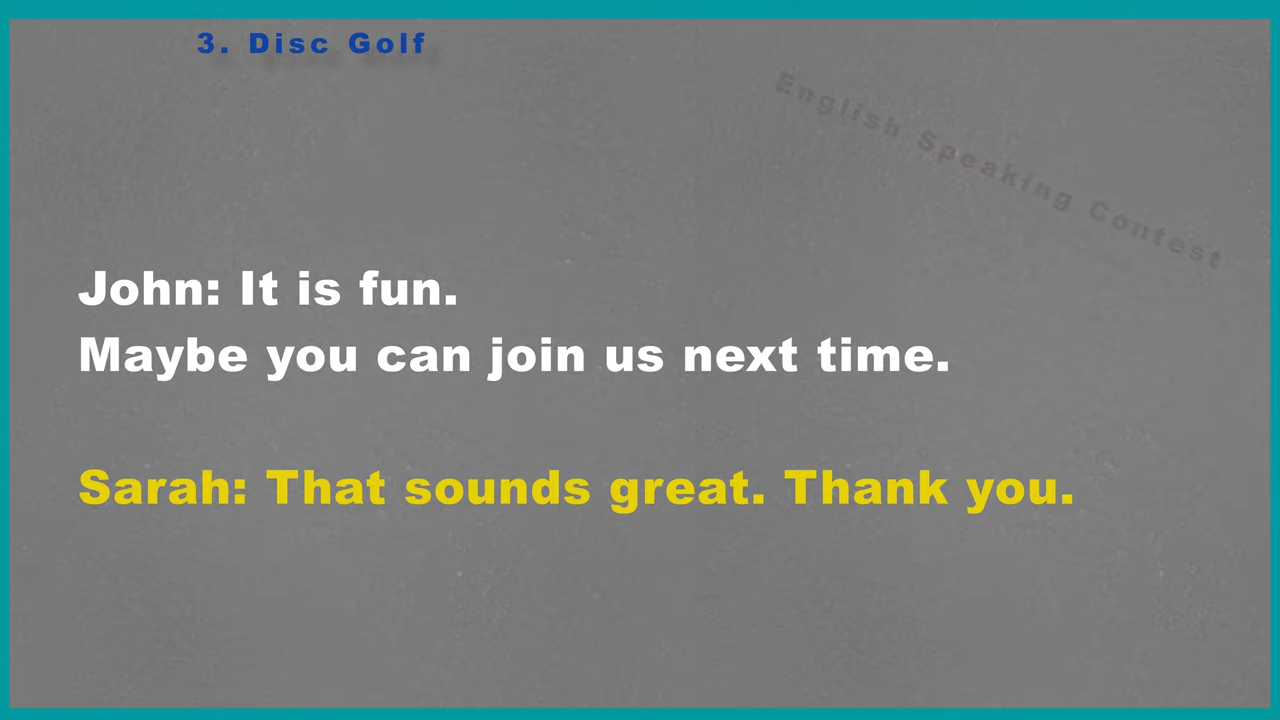 3. Disc Golf
English Speaking Contest
John: It is fun.
Maybe you can join us next time.
Sarah: That sounds great. Thank you.